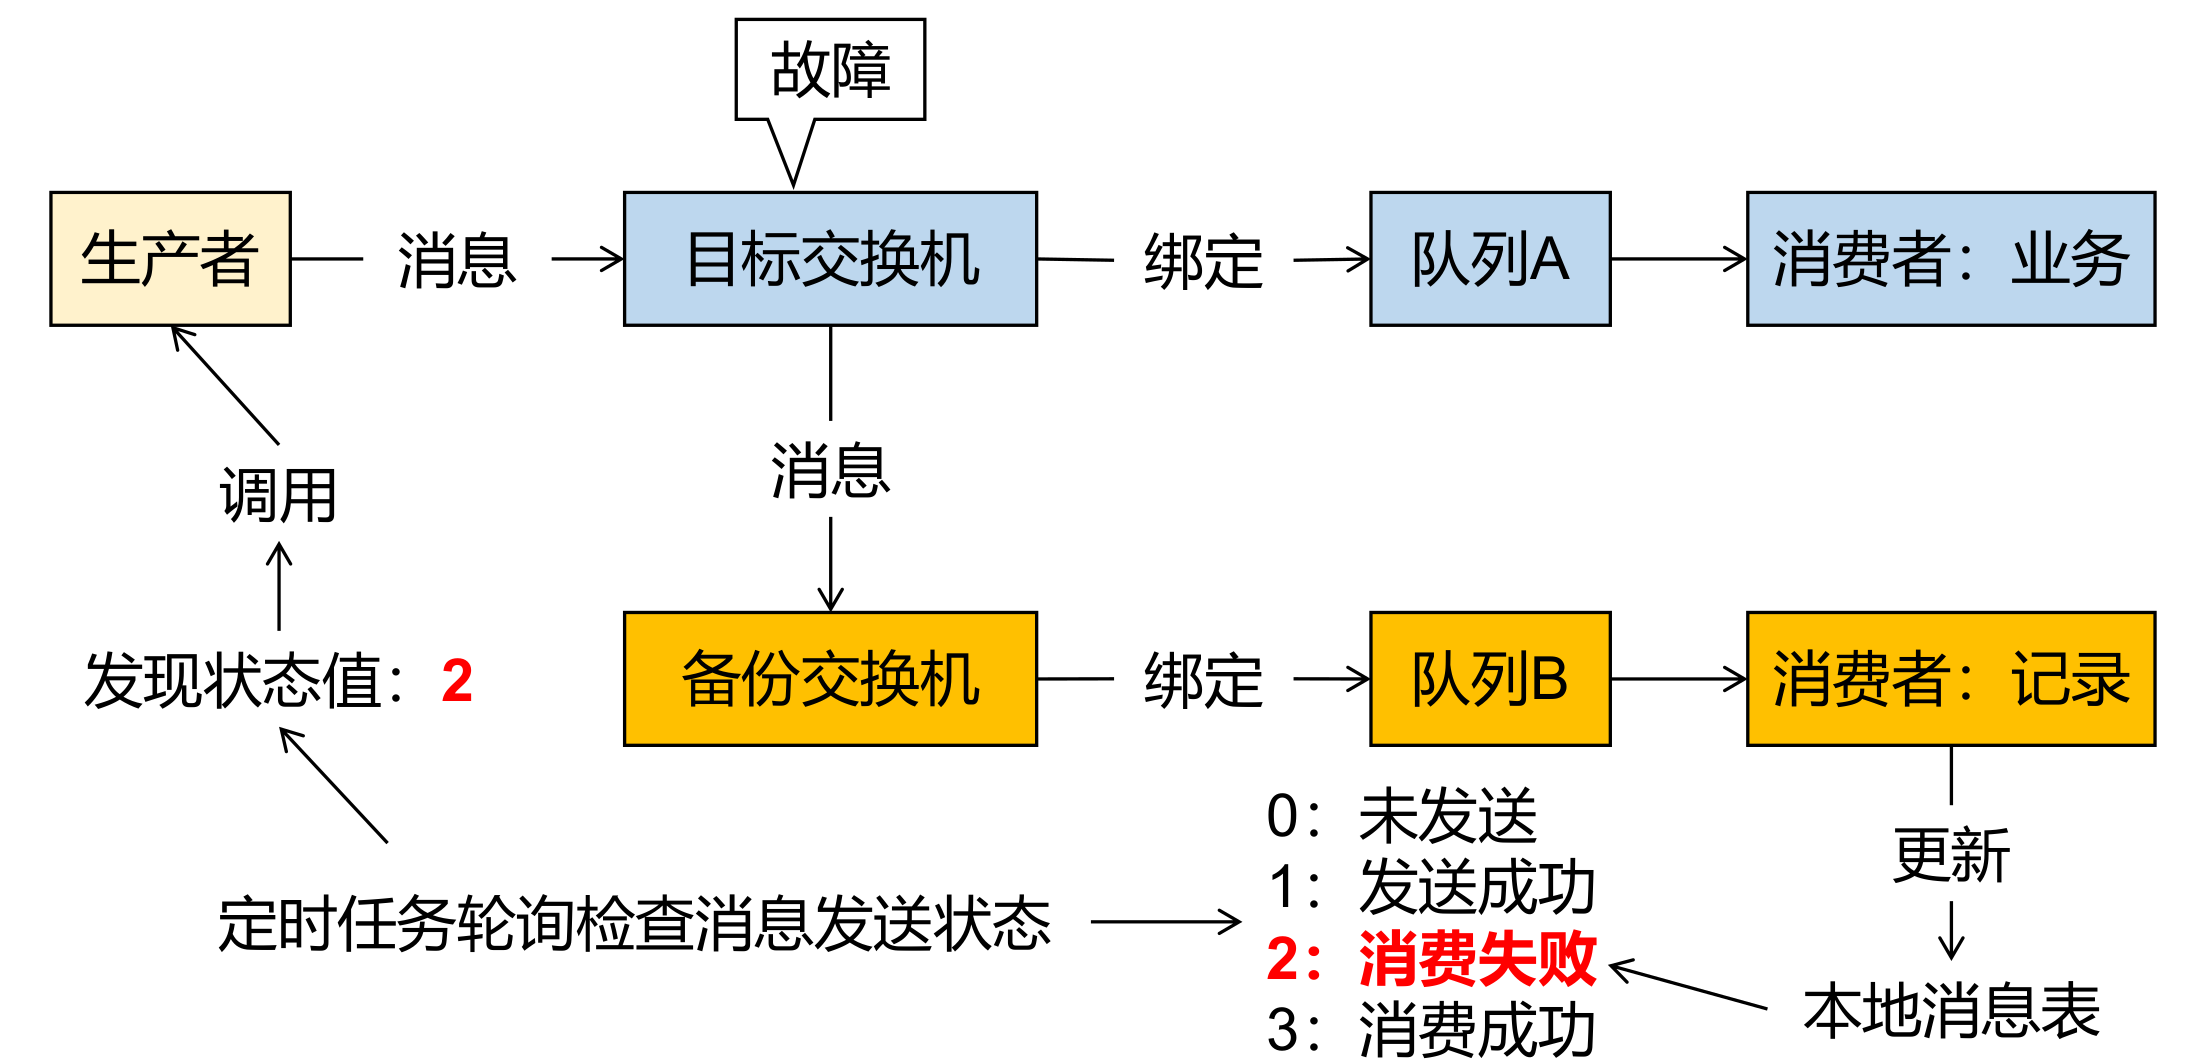 故障
生产者
消息
目标交换机
绑定
队列A
消费者：业务
消息
调用
发现状态值：2
备份交换机
绑定
队列B
消费者：记录
定时任务轮询检查消息发送状态
0：未发送
1：发送成功
2：消费失败
3：消费成功
更新
本地消息表